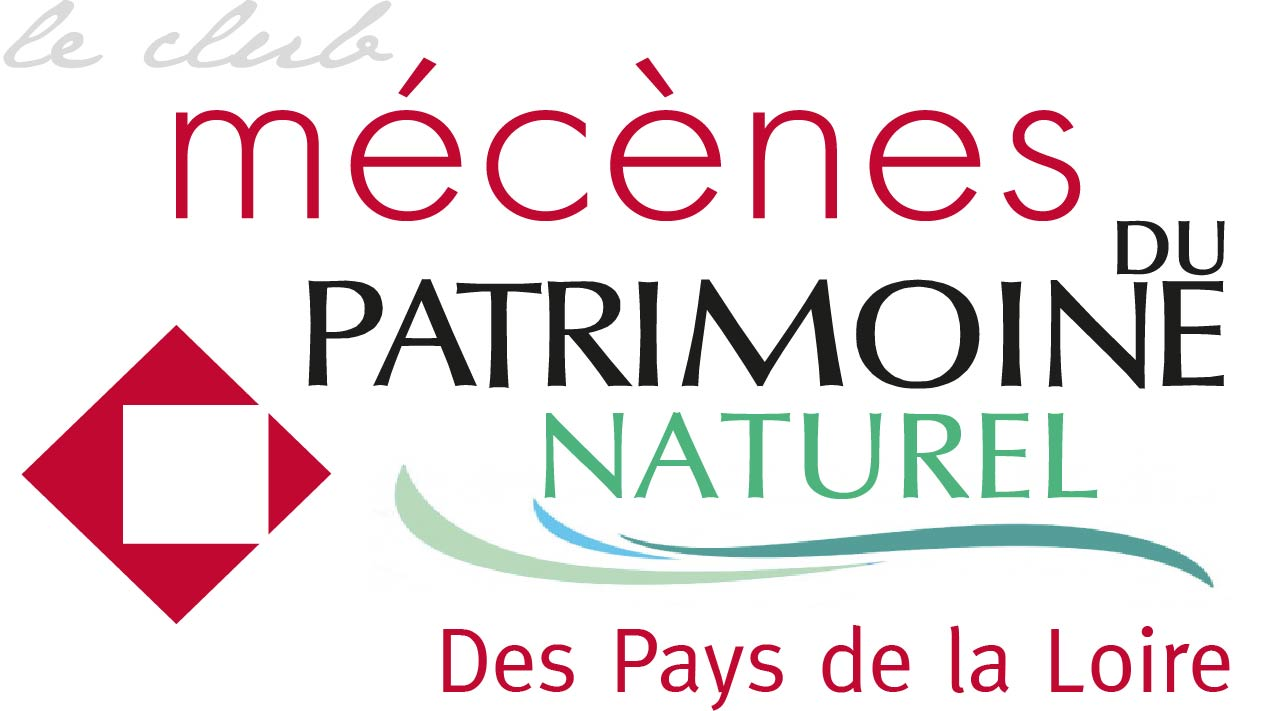 le club
mécènes
DU
PATRIMOINE
NATUREL
Des Pays de la Loire